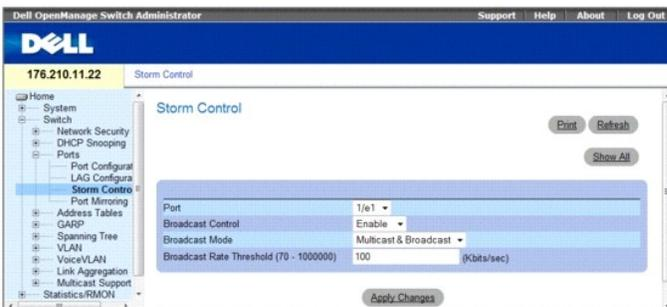 Dell OpenManage Switch Administrator Support Help About Log Out
DELL
176.210.11.22 Storm Control
Home
System
Switch
Network Security
DHCP Snooping
Ports
Port Configurat
LAG Configura
Storm Contro
Port Mirroring
Address Tables
GARP
Spanning Tree
VLAN
VoiceVLAN
Link Aggregation
Multicast Support
Statistics/RMON
Storm Control
Print Refresh
Show All
Port 1/e1
Broadcast Control Enable
Broadcast Mode Multicast & Broadcast
Broadcast Rate Threshold (70 - 1000000) 100 (Kbits/sec)
Apply Changes